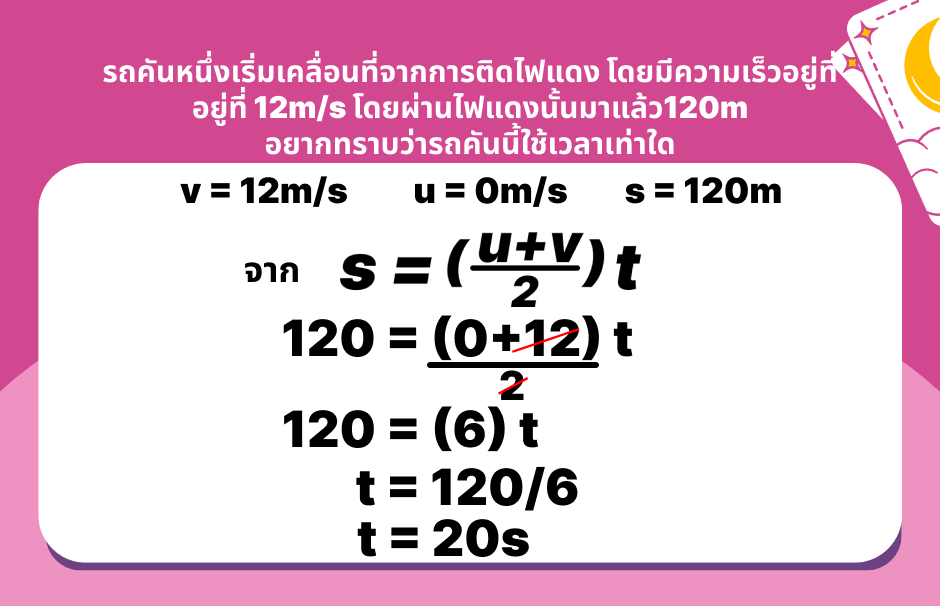 รถคันหนึ่งเริ่มเคลื่อนที่จากการติดไฟแดง โดยมีความเร็วอยู่ที่
อยู่ที่ 12m/s โดยผ่านไฟแดงนั้นมาแล้ว120m
อยากทราบว่ารถคันนี้ใช้เวลาเท่าใด
v = 12m/s u = 0m/s s = 120m
จาก s = (u+v/2) t
120 = (0+12)/2 t
120 = (6) t
t = 120/6
t = 20s